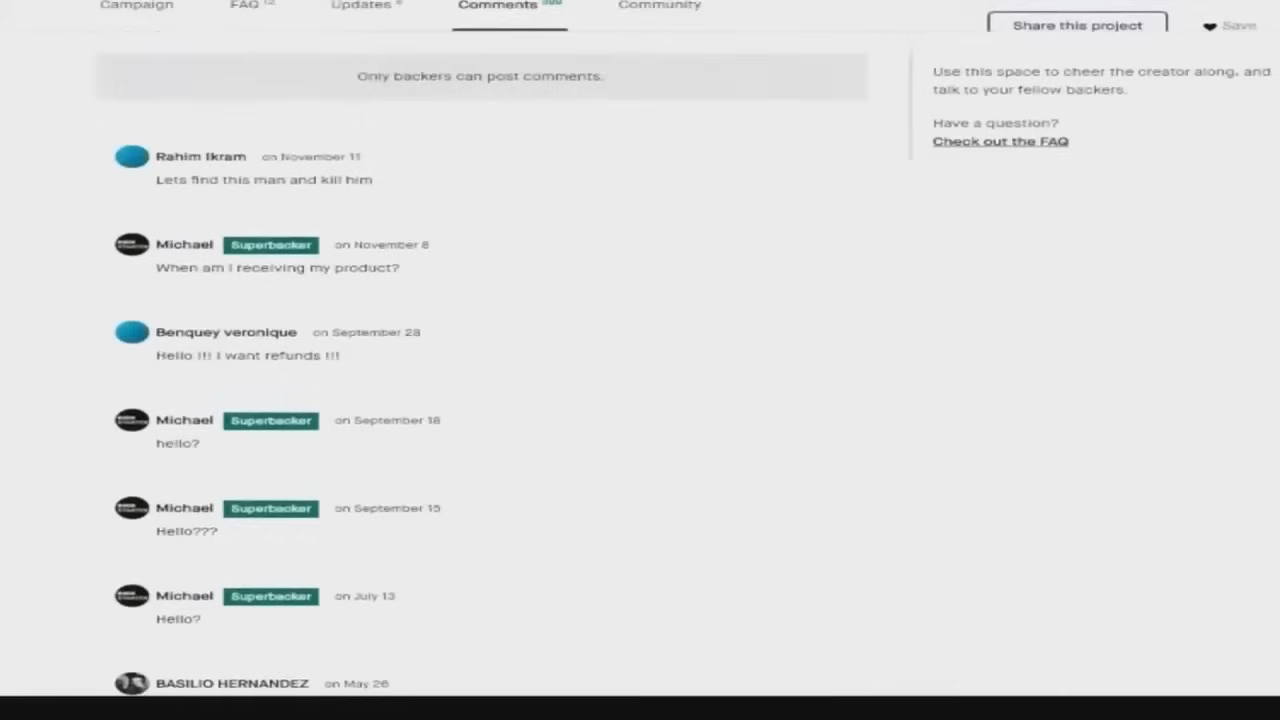 Campaign FAQ 12 Updates Comments Community
Share this project Save
Only backers can post comments.
Use this space to cheer the creator along, and
talk to your fellow backers.
Have a question?
Check out the FAQ
Rahim Ikram on November 11
Lets find this man and kill him
Michael Superbacker on November 8
When am I receiving my product?
Benquey veronique on September 28
Hello !!! I want refunds !!!
Michael Superbacker on September 18
hello?
Michael Superbacker on September 15
Hello???
Michael Superbacker on July 13
Hello?
BASILIO HERNANDEZ on May 26